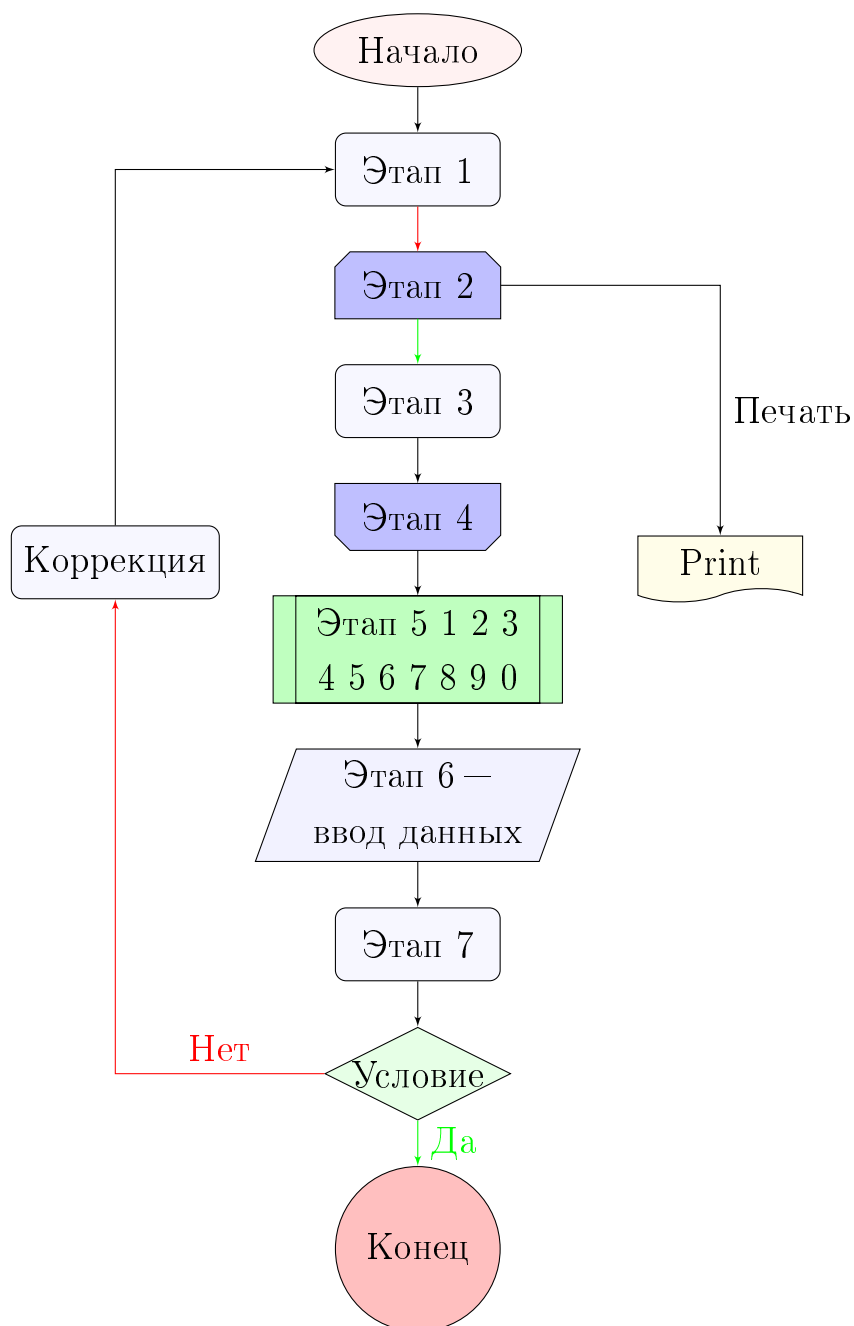 Начало
Этап 1
Этап 2
Этап 3
Печать
Этап 4
Коррекция
Print
Этап 5 1 2 3
4 5 6 7 8 9 0
Этап 6 —
ввод данных
Этап 7
Нет
Условие
Да
Конец